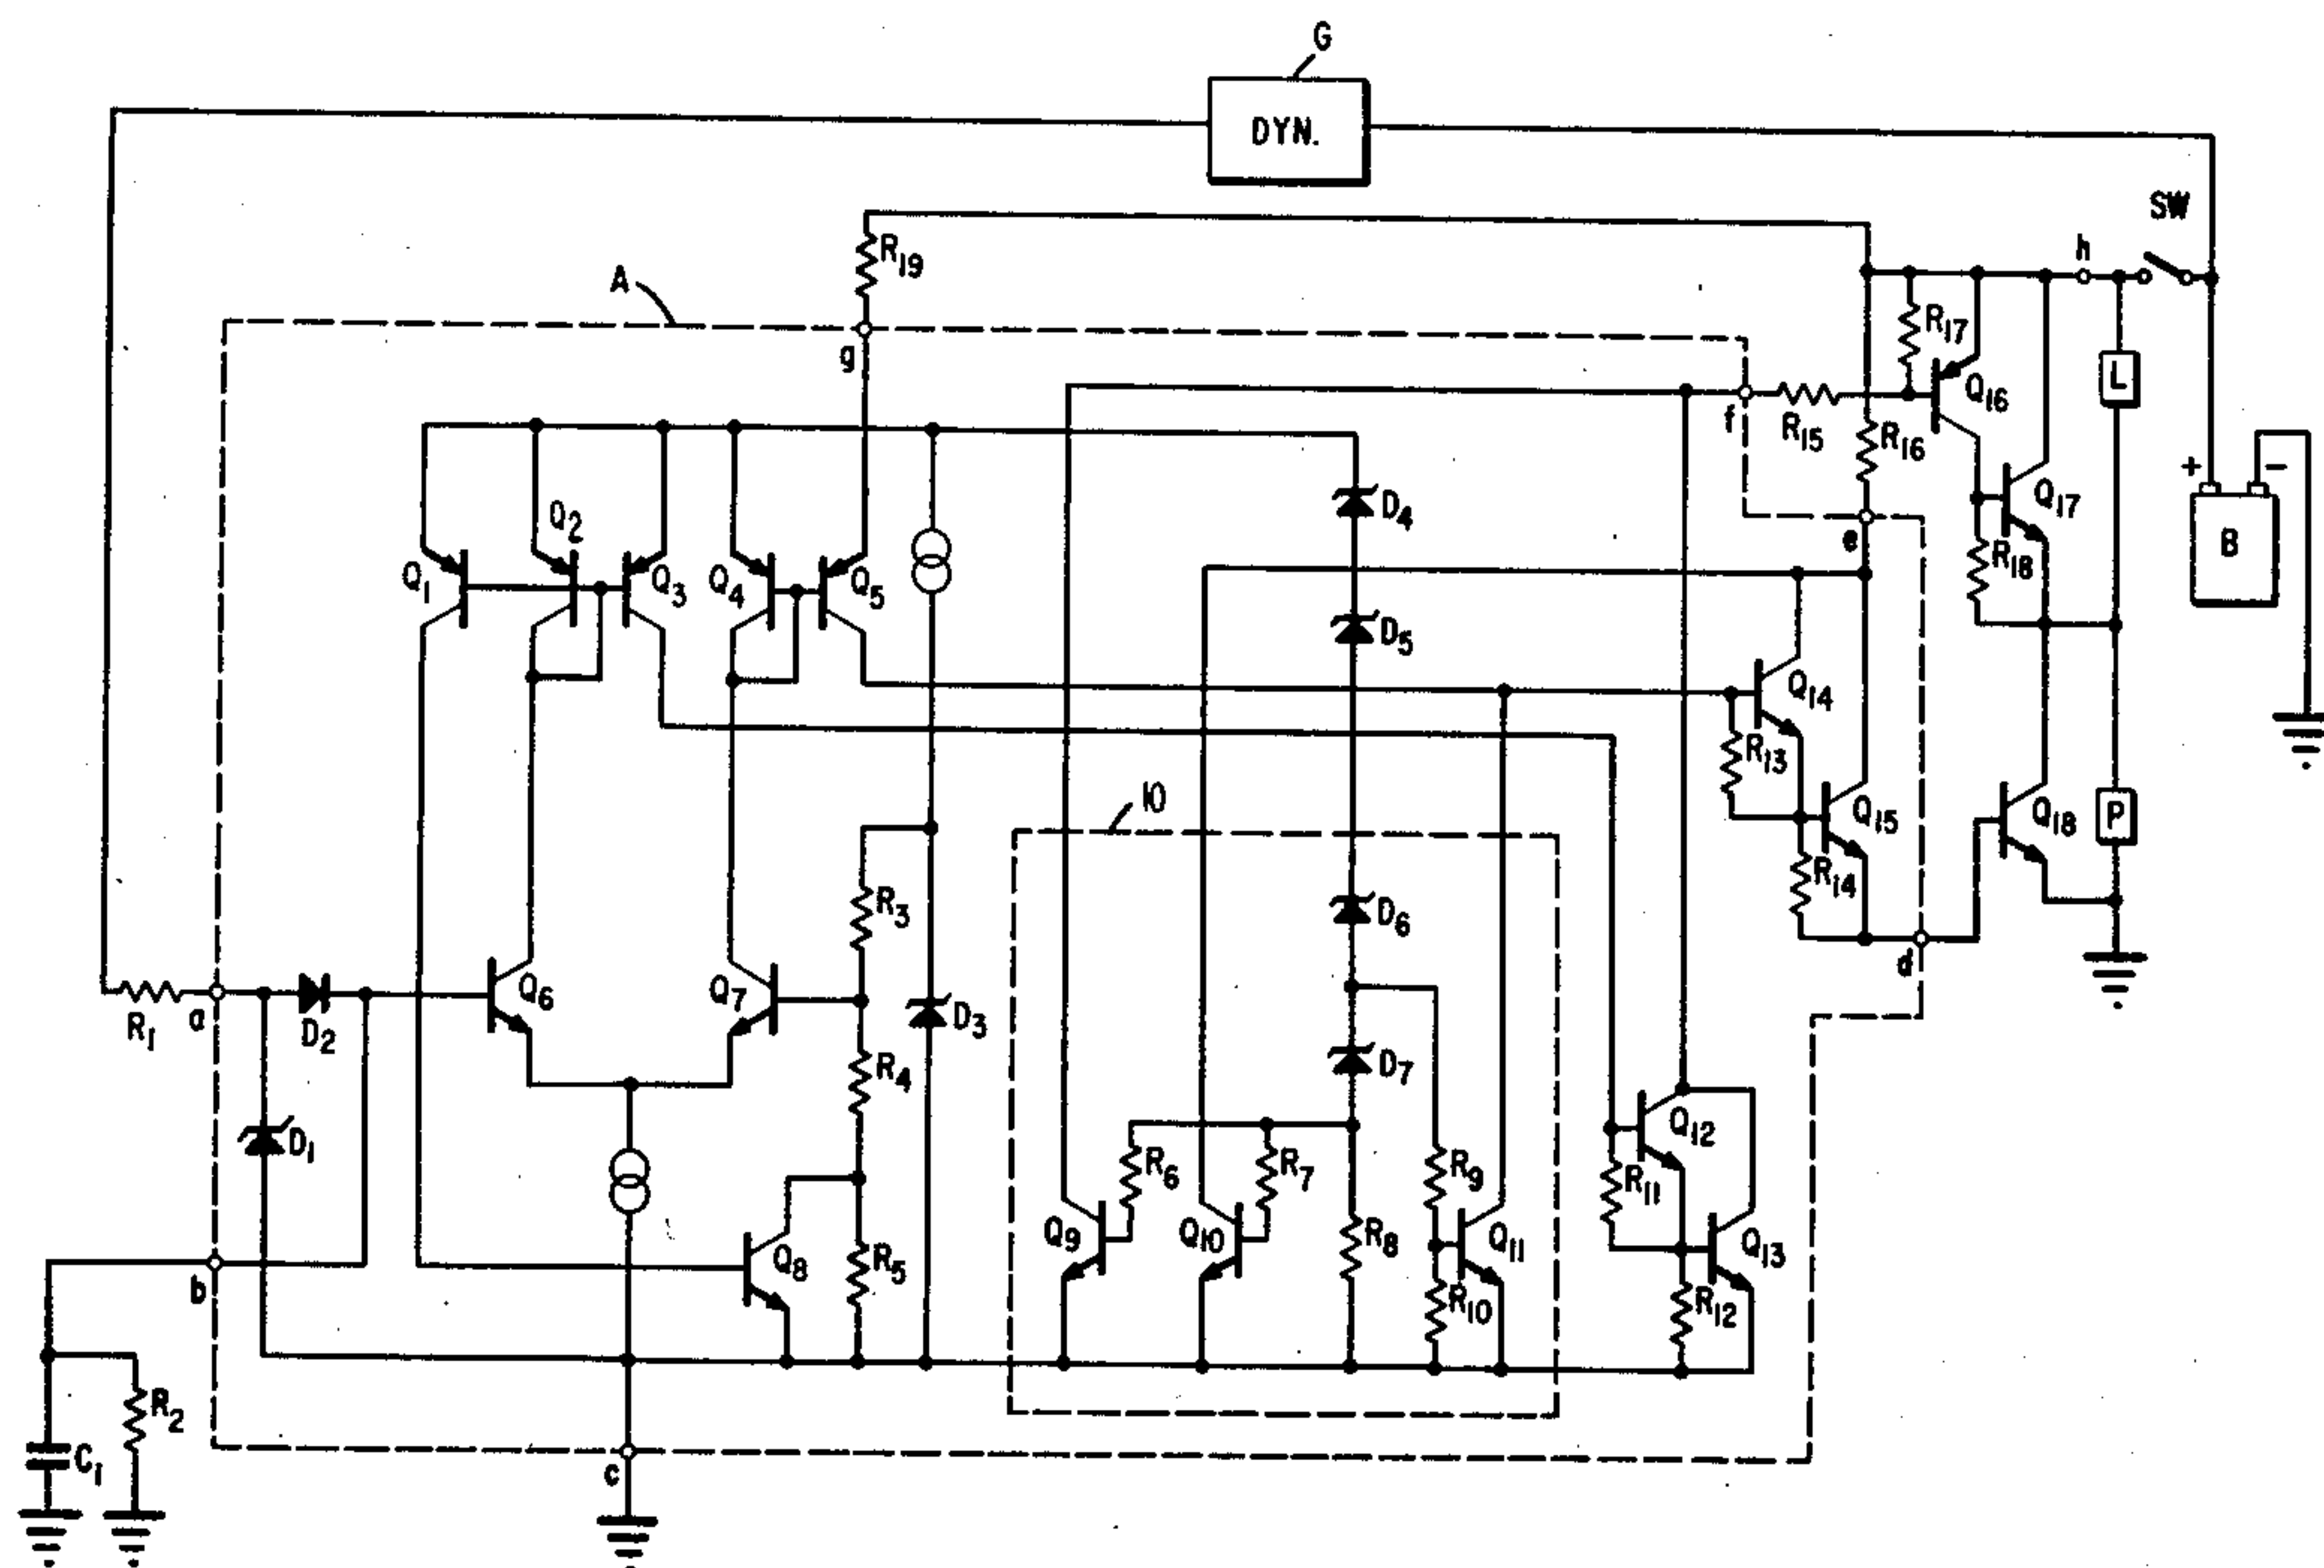 G
DYN.
SW
h
R19
A
g
R17
Q16
L
f
R15
R16
+
−
B
Q17
D4
e
R18
Q2
Q1
Q3
Q4
Q5
D5
Q14
R13
10
Q15
Q18
P
R14
R3
D6
d
Q6
Q7
D3
R1
a
D2
R4
D7
Q12
D1
R6
R7
R9
R11
Q9
Q10
R8
Q11
Q13
Q8
R5
b
R10
R12
R2
C1
c